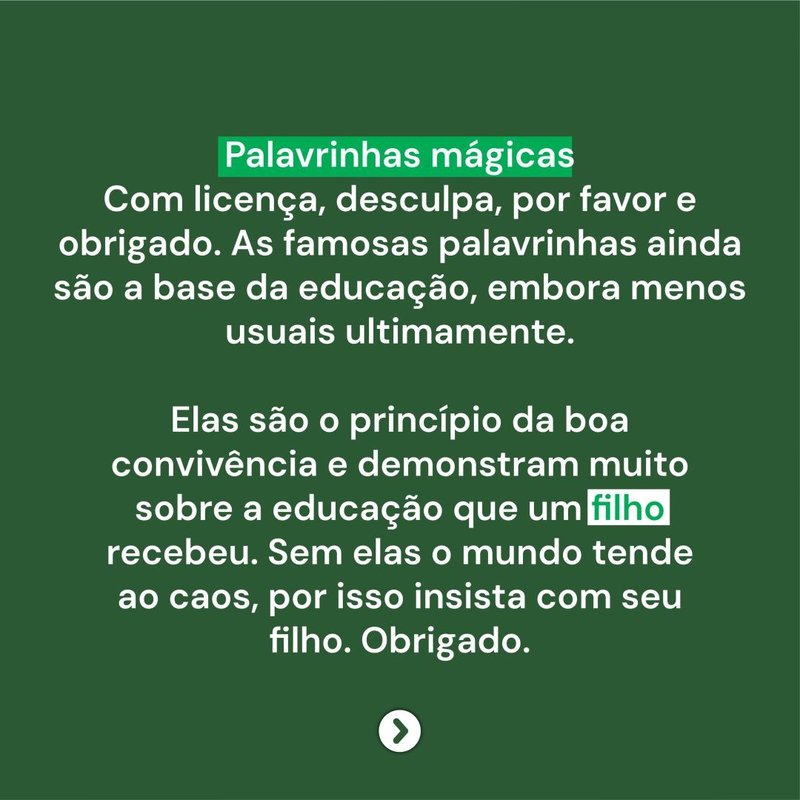 Palavrinhas mágicas
Com licença, desculpa, por favor e
obrigado. As famosas palavrinhas ainda
são a base da educação, embora menos
usuais ultimamente.
Elas são o princípio da boa
convivência e demonstram muito
sobre a educação que um filho
recebeu. Sem elas o mundo tende
ao caos, por isso insista com seu
filho. Obrigado.